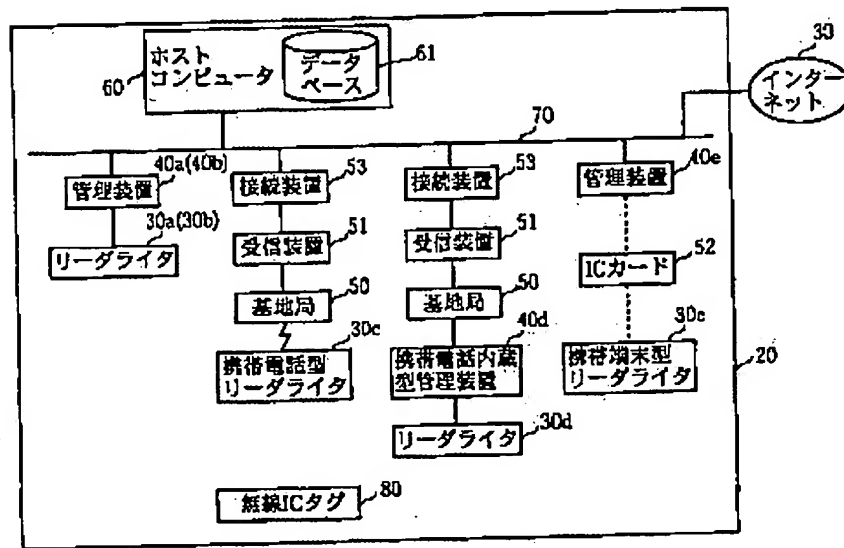 ホスト
コンピュータ
60
データ
ベース
61
30
インター
ネット
70
管理装置
40a(40b)
接続装置
53
接続装置
53
管理装置
40e
リーダライタ
30a(30b)
受信装置
51
受信装置
51
ICカード
52
基地局
50
基地局
50
携帯電話型
リーダライタ
30c
携帯電話内蔵
型管理装置
40d
携帯端末型
リーダライタ
30e
20
リーダライタ
30d
無線ICタグ
80